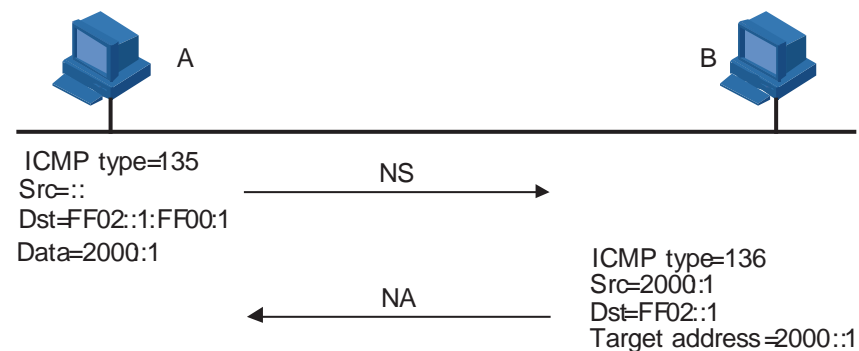 A
B
ICMP type=135
Src=::
Dst=FF02::1:FF00:1
Data=2000::1
NS
ICMP type=136
Src=2000::1
Dst=FF02::1
Target address=2000::1
NA